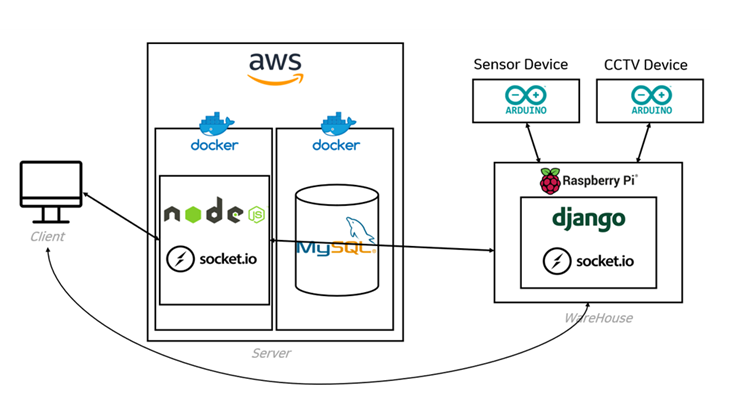 aws
Sensor Device
CCTV Device
ARDUINO
ARDUINO
docker
docker
Raspberry Pi
node
JS
django
MySQL
socket.io
socket.io
Client
WareHouse
Server